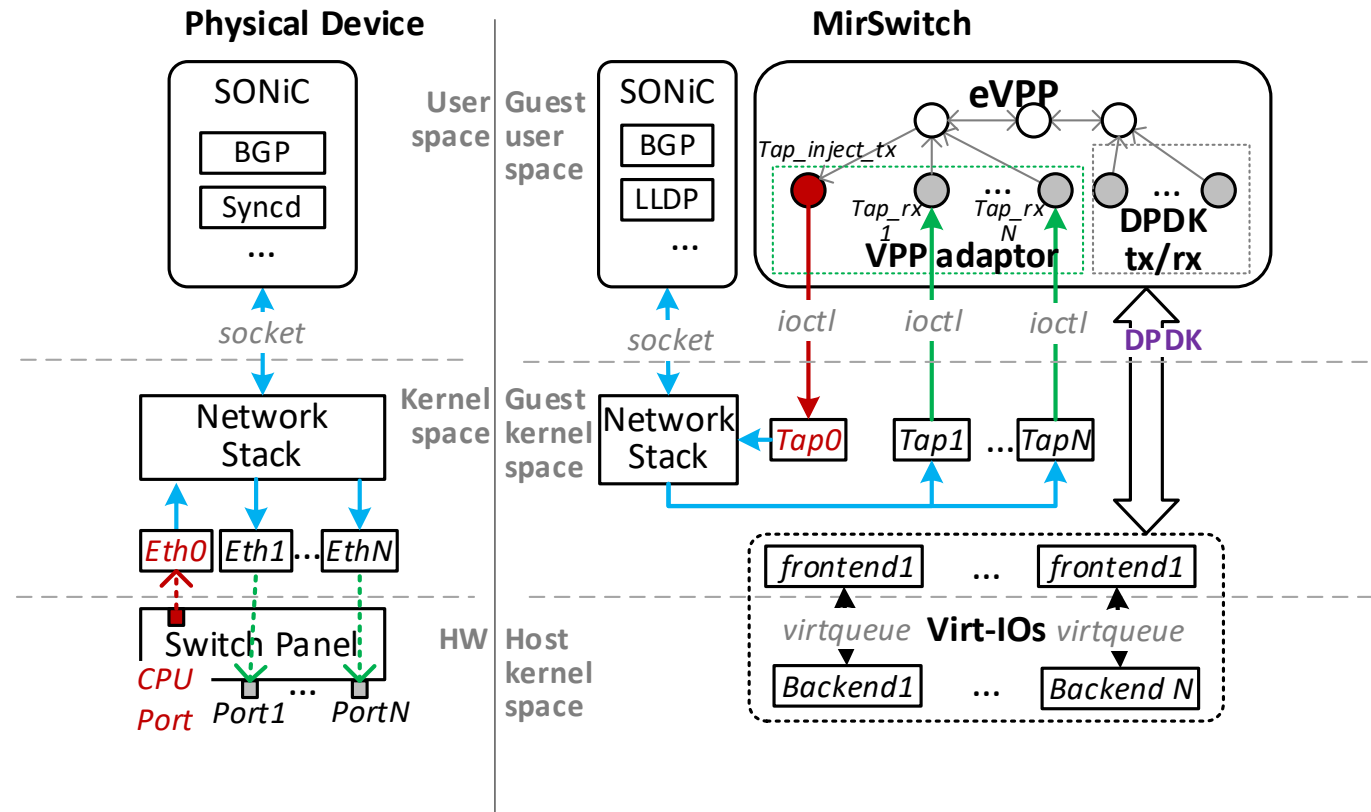 Physical Device
SONiC
BGP
Syncd
...
User
space
socket
Network
Stack
Kernel
space
Eth0
Eth1
...
EthN
Switch Panel
HW
CPU
Port
Port1
...
PortN
MirSwitch
Guest
user
space
SONiC
BGP
LLDP
...
eVPP
Tap_inject_tx
...
Tap_rx
1
Tap_rx
N
VPP adaptor
...
DPDK
tx/rx
socket
ioctl
ioctl
ioctl
DPDK
Guest
kernel
space
Network
Stack
Tap0
Tap1
...
TapN
frontend1
...
frontend1
Host
kernel
space
virtqueue
Virt-IOs
virtqueue
Backend1
...
Backend N